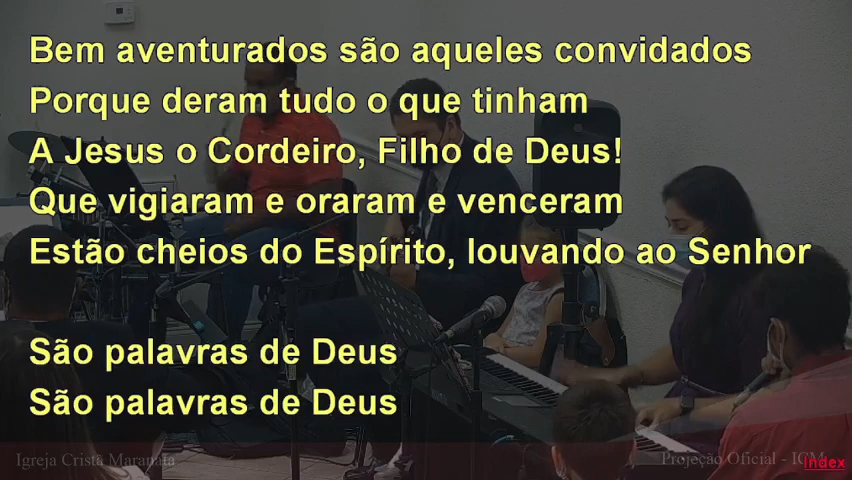 Bem aventurados são aqueles convidados
Porque deram tudo o que tinham
A Jesus o Cordeiro, Filho de Deus!
Que vigiaram e oraram e venceram
Estão cheios do Espírito, louvando ao Senhor
São palavras de Deus
São palavras de Deus
Igreja Cristã Maranata
Projeção Oficial - ICM
Index